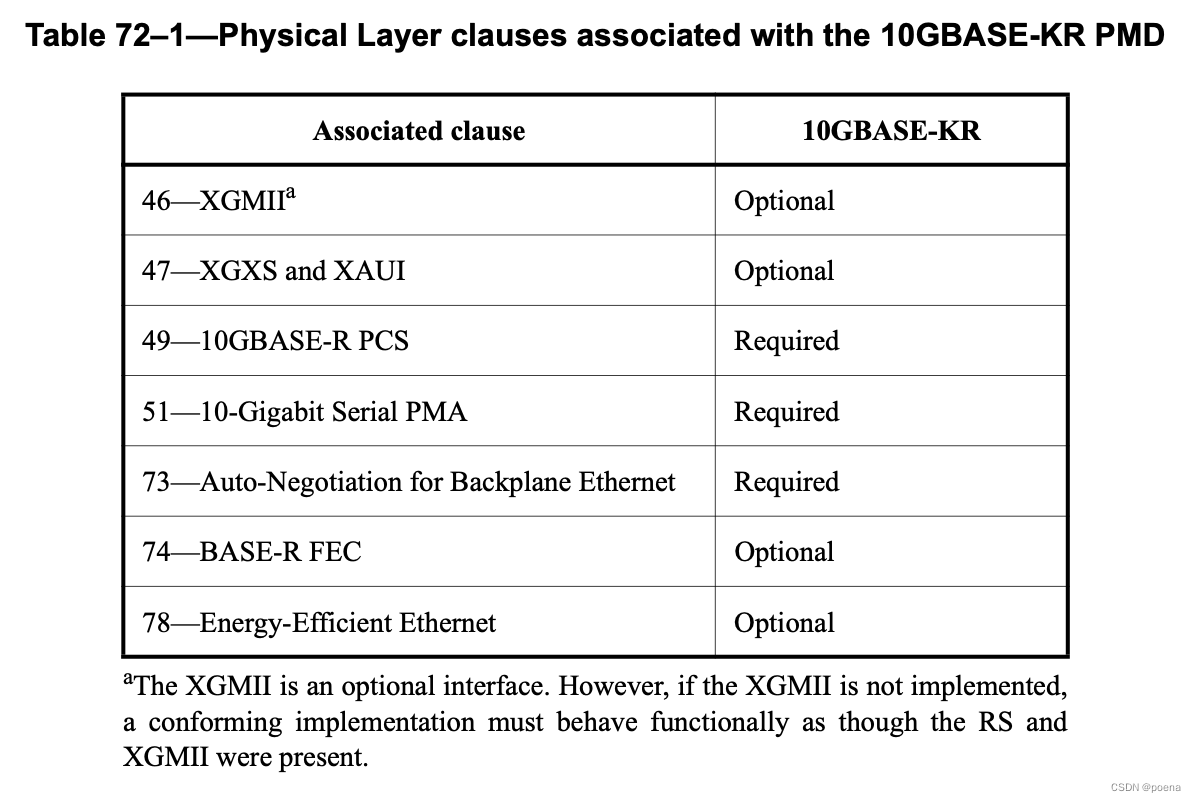 Table 72–1—Physical Layer clauses associated with the 10GBASE-KR PMD
Associated clause 10GBASE-KR
46—XGMIIa Optional
47—XGXS and XAUI Optional
49—10GBASE-R PCS Required
51—10-Gigabit Serial PMA Required
73—Auto-Negotiation for Backplane Ethernet Required
74—BASE-R FEC Optional
78—Energy-Efficient Ethernet Optional
aThe XGMII is an optional interface. However, if the XGMII is not implemented,
a conforming implementation must behave functionally as though the RS and
XGMII were present.
CSDN @poena